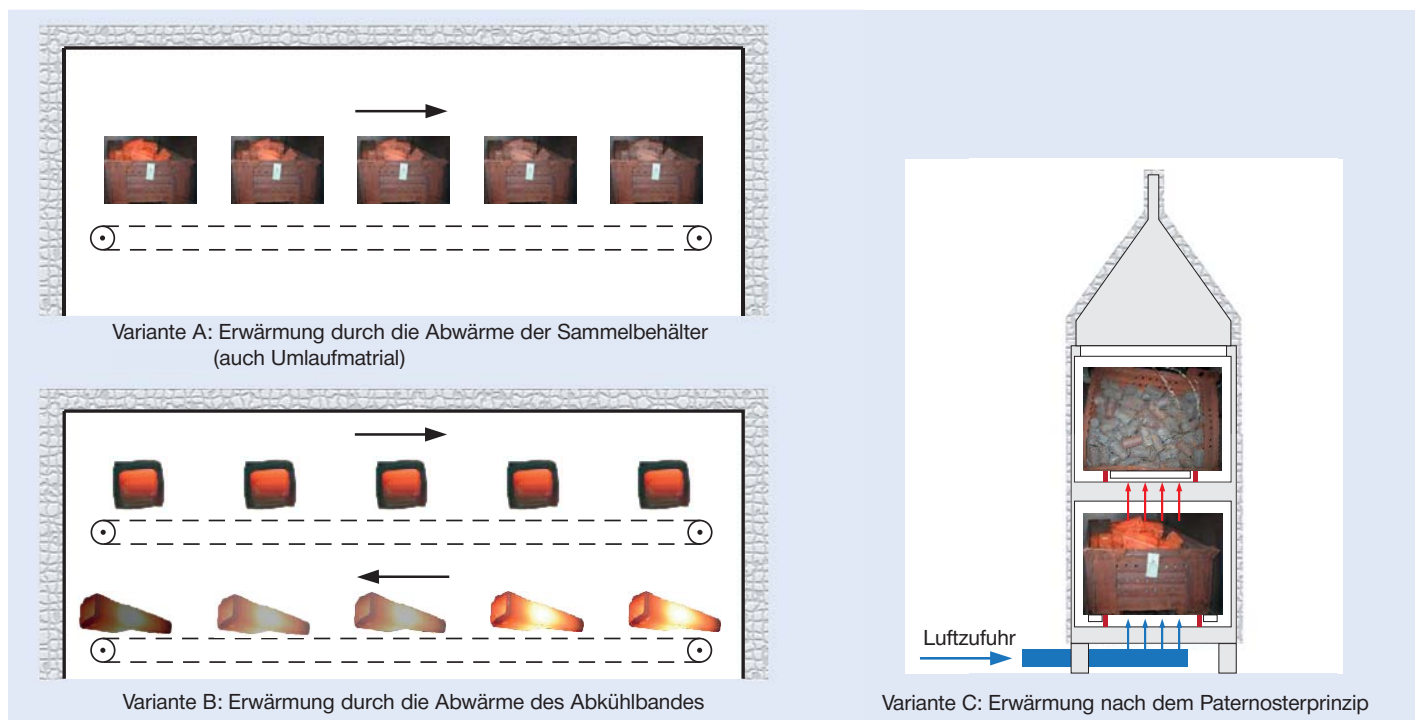 Variante A: Erwärmung durch die Abwärme der Sammelbehälter
(auch Umlaufmatrial)
Variante B: Erwärmung durch die Abwärme des Abkühlbandes
Luftzufuhr
Variante C: Erwärmung nach dem Paternosterprinzip